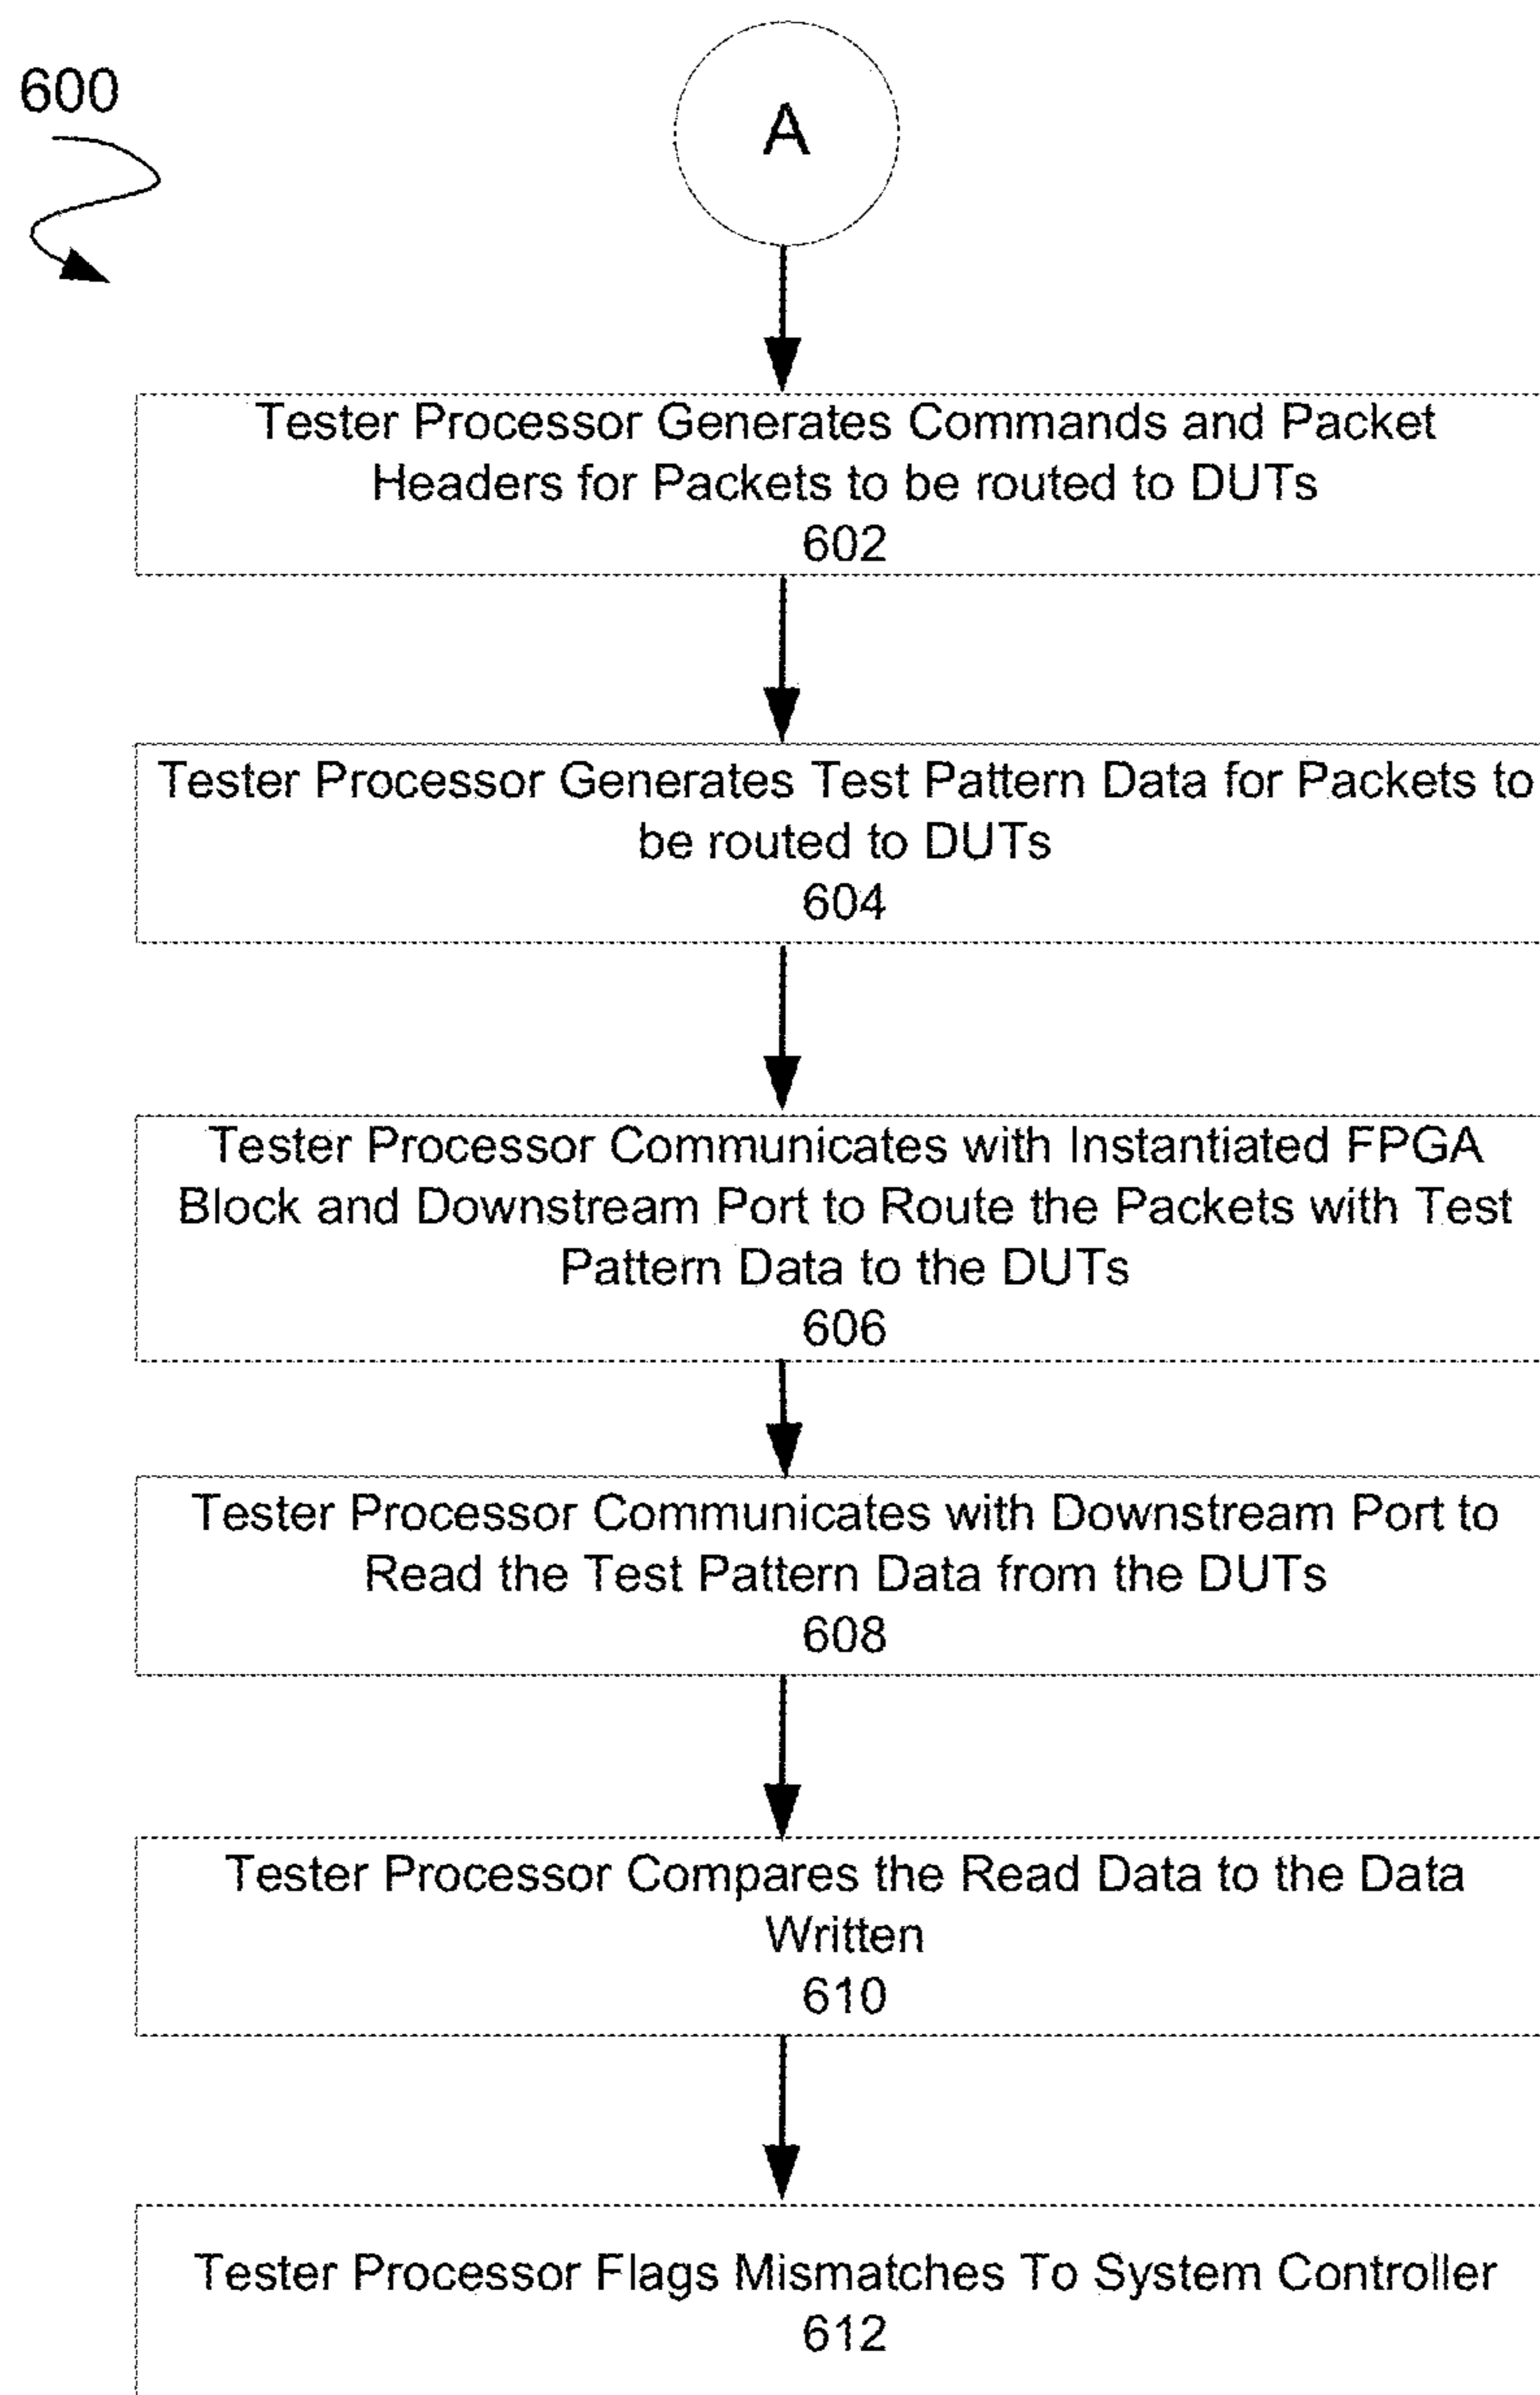 600
A
Tester Processor Generates Commands and Packet
Headers for Packets to be routed to DUTs
602
Tester Processor Generates Test Pattern Data for Packets to
be routed to DUTs
604
Tester Processor Communicates with Instantiated FPGA
Block and Downstream Port to Route the Packets with Test
Pattern Data to the DUTs
606
Tester Processor Communicates with Downstream Port to
Read the Test Pattern Data from the DUTs
608
Tester Processor Compares the Read Data to the Data
Written
610
Tester Processor Flags Mismatches To System Controller
612